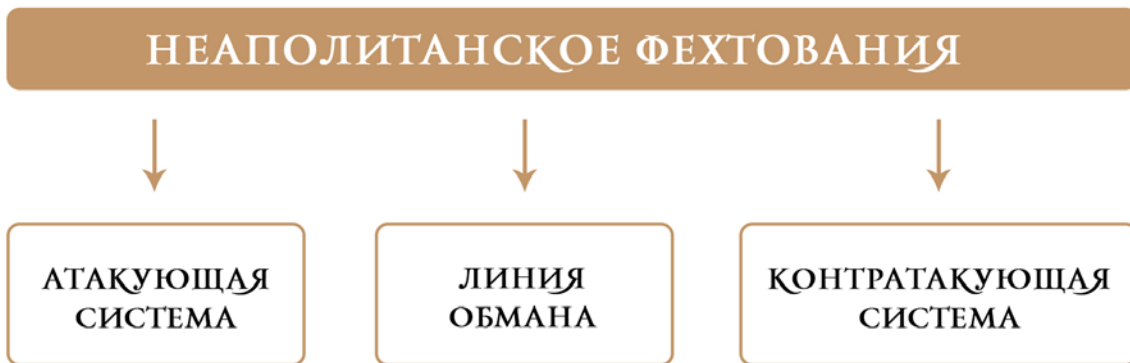 НЕАПОЛИТАНСКОЕ ФЕХТОВАНИЯ
АТАКУЮЩАЯ
СИСТЕМА
ЛИНИЯ
ОБМАНА
КОНТРАТАКУЮЩАЯ
СИСТЕМА